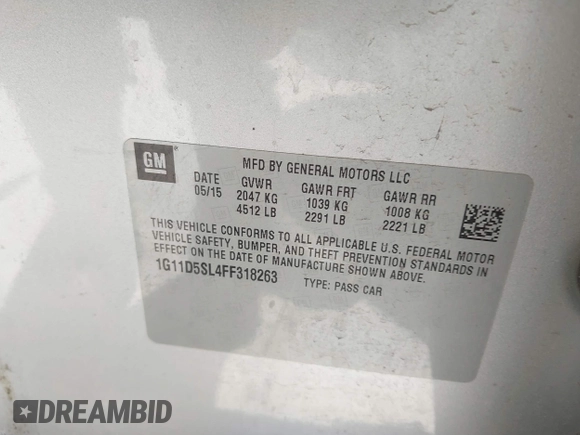 GM
MFD BY GENERAL MOTORS LLC
DATE GVWR GAWR FRT GAWR RR
05/15 2047 KG 1039 KG 1008 KG
4512 LB 2291 LB 2221 LB
THIS VEHICLE CONFORMS TO ALL APPLICABLE U.S. FEDERAL MOTOR
VEHICLE SAFETY, BUMPER, AND THEFT PREVENTION STANDARDS IN
EFFECT ON THE DATE OF MANUFACTURE SHOWN ABOVE.
1G11D5SL4FF318263 TYPE: PASS CAR
DREAMBID